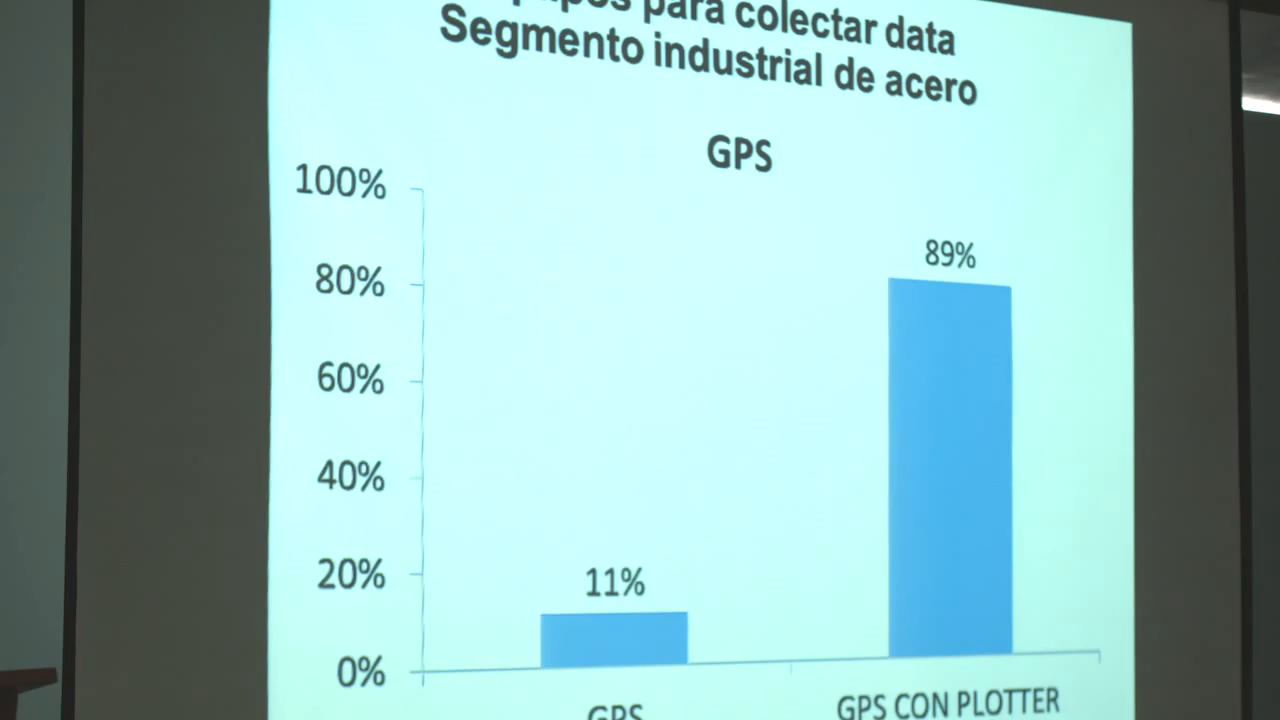 para colectar data
Segmento industrial de acero
GPS
100%
80%
60%
40%
20%
0%
11%
89%
GPS
GPS CON PLOTTER